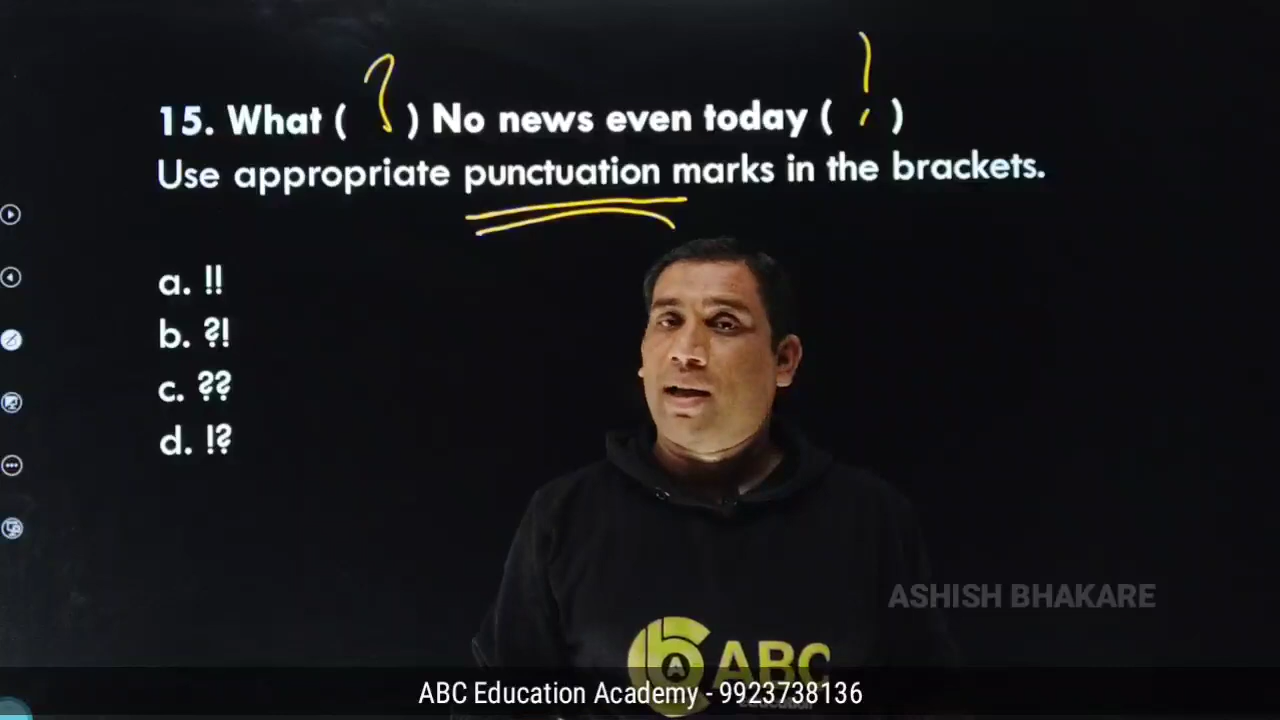 15. What ( ? ) No news even today ( ! )
Use appropriate punctuation marks in the brackets.
a. !!
b. ?!
c. ??
d. !?
ASHISH BHAKARE
ABC
Education
ABC Education Academy - 9923738136